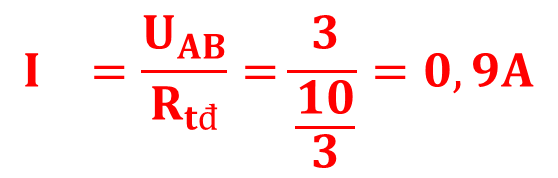 I = U_AB / R_tđ = 3 / (10/3) = 0,9A